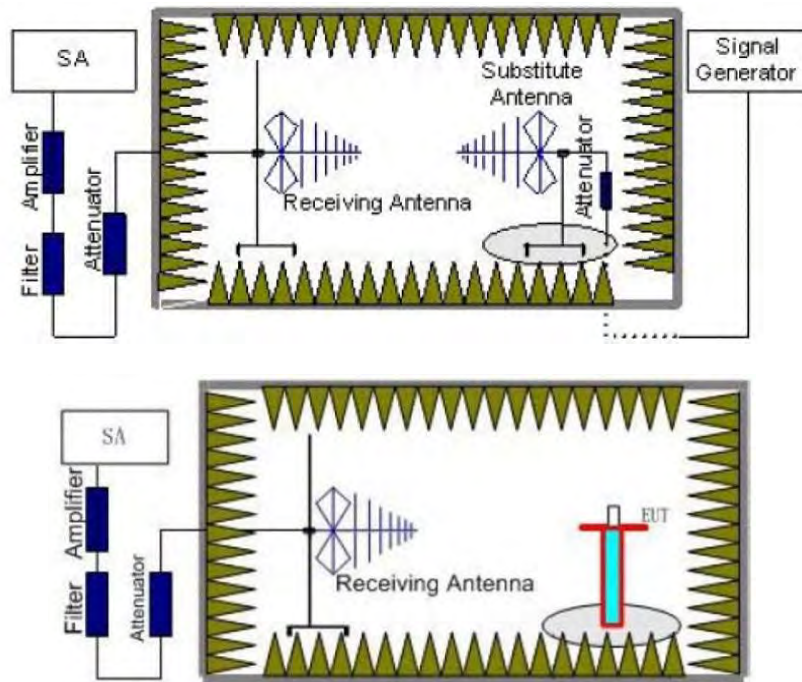 SA
Signal
Generator
Substitute
Antenna
Amplifier
Attenuator
Attenuator
Receiving Antenna
Filter
SA
Amplifier
EUT
Filter
Attenuator
Receiving Antenna